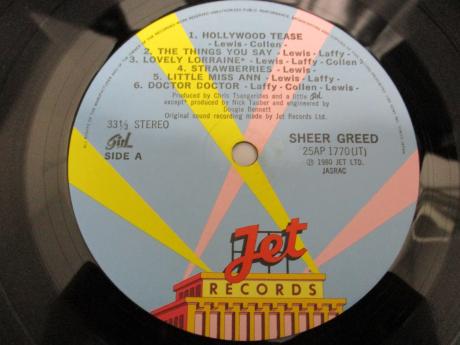 1. HOLLYWOOD TEASE
-Lewis-Collen-
2. THE THINGS YOU SAY -Lewis-Laffy-
3. LOVELY LORRAINE* -Lewis-Laffy-Collen-
4. STRAWBERRIES -Lewis-
5. LITTLE MISS ANN -Lewis-Laffy-
6. DOCTOR DOCTOR -Laffy-Collen-Lewis-
Produced by Chris Tsangarides and a little Girl
except* produced by Nick Tauber and engineered by
Dougie Bennett
Original sound recording made by Jet Records Ltd.
33⅓ STEREO
Girl
SIDE A
SHEER GREED
25AP 1770(JT)
Ⓟ 1980 JET LTD.
JASRAC
Jet
RECORDS